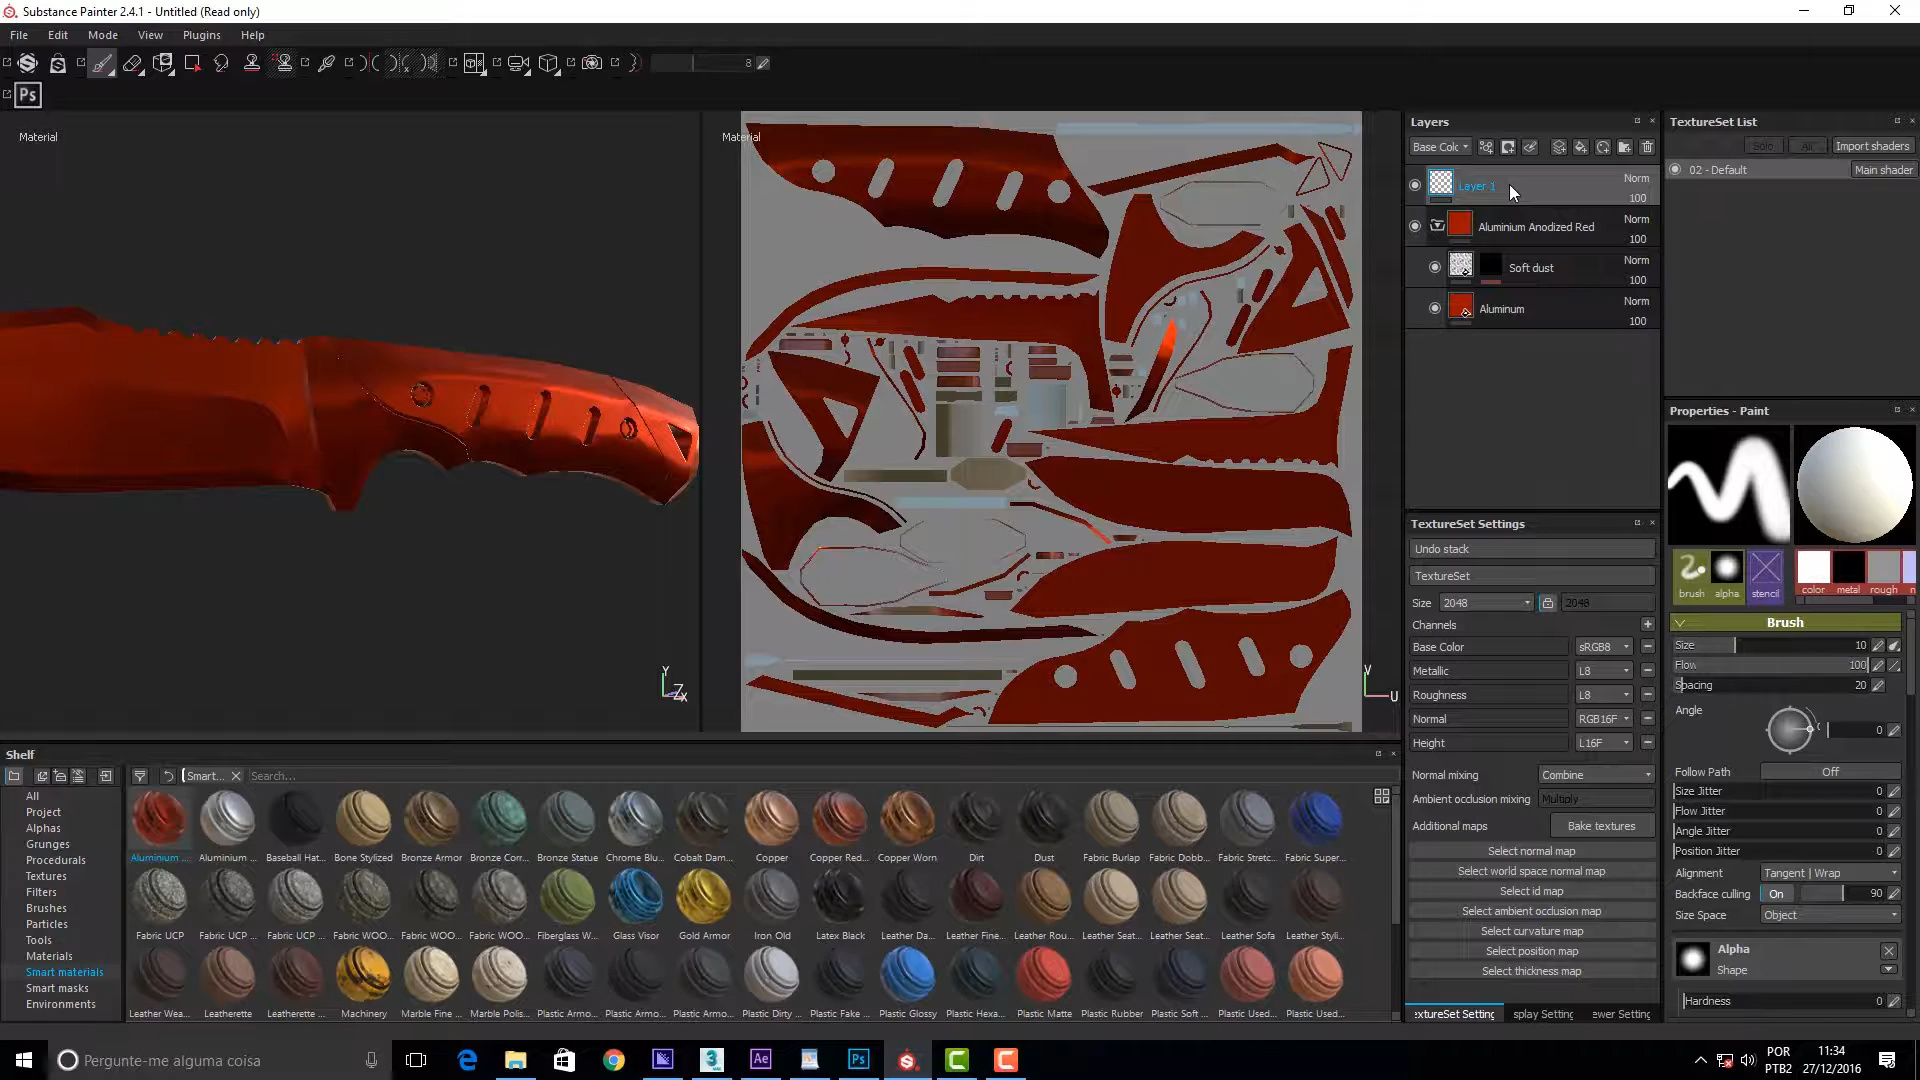 Substance Painter 2.4.1 - Untitled (Read only)
File Edit Mode View Plugins Help
8
Ps
Material
Material
Layers
Base Colc
Layer 1 Norm 100
Aluminium Anodized Red Norm 100
Soft dust Norm 100
Aluminum Norm 100
TextureSet List
Solo All Import shaders
02 - Default Main shader
Properties - Paint
brush alpha stencil color metal rough n
Brush
Size 10
Flow 100
Spacing 20
Angle 0
Follow Path Off
Size Jitter 0
Flow Jitter 0
Angle Jitter 0
Position Jitter 0
Alignment Tangent | Wrap
Backface culling On 90
Size Space Object
Alpha
Shape
Hardness 0
TextureSet Settings
Undo stack
TextureSet
Size 2048 2048
Channels
Base Color sRGB8
Metallic L8
Roughness L8
Normal RGB16F
Height L16F
Normal mixing Combine
Ambient occlusion mixing Multiply
Additional maps Bake textures
Select normal map
Select world space normal map
Select id map
Select ambient occlusion map
Select curvature map
Select position map
Select thickness map
extureSet Setting splay Setting ewer Setting
Y
Z
X
V
U
Shelf
Smart... Search...
All
Project
Alphas
Grunges
Procedurals
Textures
Filters
Brushes
Particles
Tools
Materials
Smart materials
Smart masks
Environments
Aluminium ... Aluminium ... Baseball Hat... Bone Stylized Bronze Armor Bronze Corr... Bronze Statue Chrome Blu... Cobalt Dam... Copper Copper Red... Copper Worn Dirt Dust Fabric Burlap Fabric Dobb... Fabric Stretc... Fabric Super...
Fabric UCP Fabric UCP ... Fabric UCP ... Fabric WOO... Fabric WOO... Fabric WOO... Fiberglass W... Glass Visor Gold Armor Iron Old Latex Black Leather Da... Leather Fine... Leather Rou... Leather Seat... Leather Seat... Leather Sofa Leather Styli...
Leather Wea... Leatherette Leatherette ... Machinery Marble Fine ... Marble Polis... Plastic Armo... Plastic Armo... Plastic Armo... Plastic Dirty ... Plastic Fake ... Plastic Glossy Plastic Hexa... Plastic Matte Plastic Rubber Plastic Soft ... Plastic Used... Plastic Used...
Pergunte-me alguma coisa
3 Ae Ps
POR
PTB2
11:34
27/12/2016